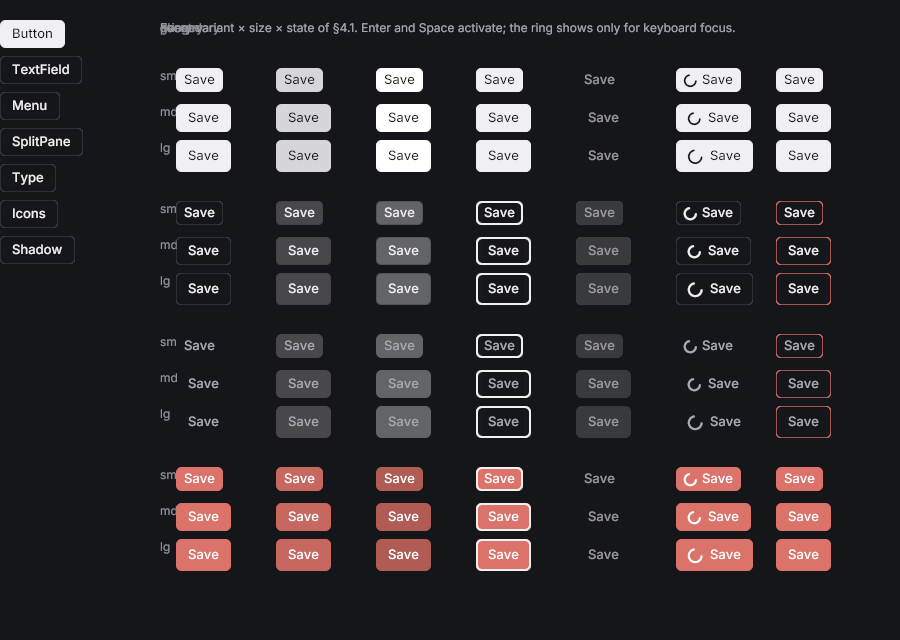 Button
TextField
Menu
SplitPane
Type
Icons
Shadow
variant × size × state of §4.1. Enter and Space activate; the ring shows only for keyboard focus.
sm Save Save Save Save Save Save Save
md Save Save Save Save Save Save Save
lg Save Save Save Save Save Save Save
sm Save Save Save Save Save Save Save
md Save Save Save Save Save Save Save
lg Save Save Save Save Save Save Save
sm Save Save Save Save Save Save Save
md Save Save Save Save Save Save Save
lg Save Save Save Save Save Save Save
sm Save Save Save Save Save Save Save
md Save Save Save Save Save Save Save
lg Save Save Save Save Save Save Save